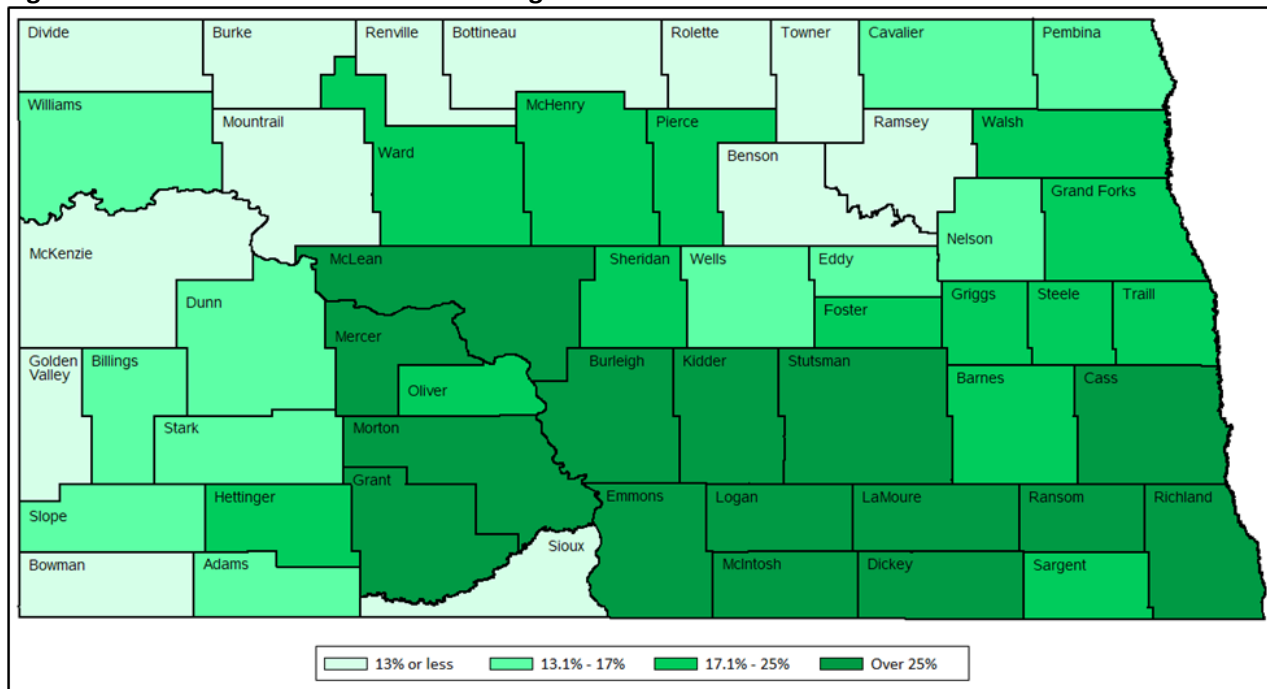 Divide
Burke
Renville
Bottineau
Rolette
Towner
Cavalier
Pembina
Williams
Mountrail
McHenry
Pierce
Ramsey
Walsh
Ward
Benson
Grand Forks
McKenzie
McLean
Sheridan
Wells
Eddy
Nelson
Dunn
Foster
Griggs
Steele
Traill
Mercer
Golden
Valley
Billings
Oliver
Burleigh
Kidder
Stutsman
Barnes
Cass
Stark
Morton
Grant
Slope
Hettinger
Emmons
Logan
LaMoure
Ransom
Richland
Sioux
Bowman
Adams
McIntosh
Dickey
Sargent
13% or less
13.1% - 17%
17.1% - 25%
Over 25%